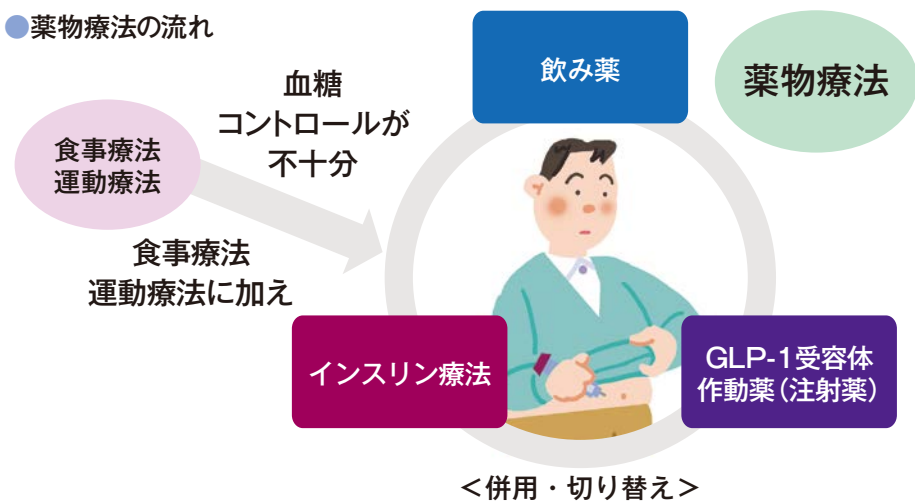 ●薬物療法の流れ
飲み薬
薬物療法
血糖
コントロールが
不十分
食事療法
運動療法
食事療法
運動療法に加え
インスリン療法
GLP-1受容体
作動薬（注射薬）
＜併用・切り替え＞